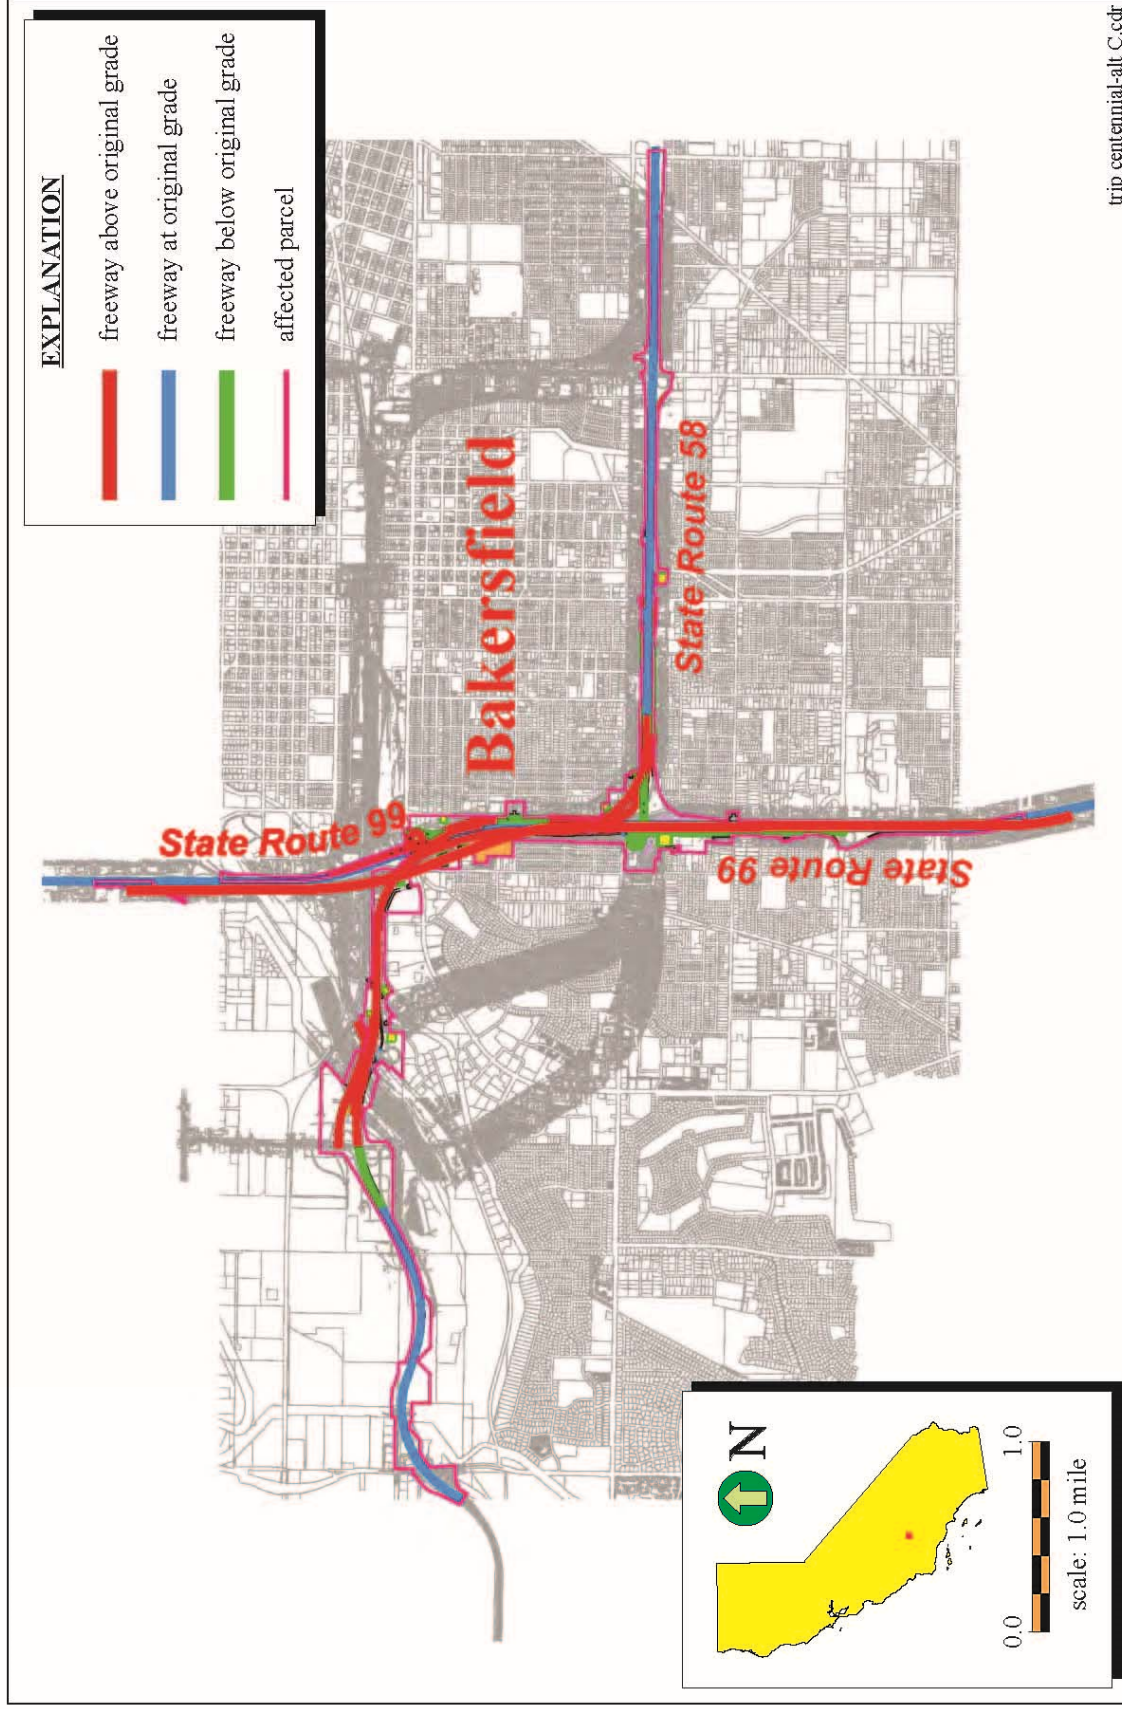 EXPLANATION
freeway above original grade
freeway at original grade
freeway below original grade
affected parcel
State Route 99
Bakersfield
State Route 58
State Route 99
N
0.0 1.0
scale: 1.0 mile
trip centennial-alt C.cdr